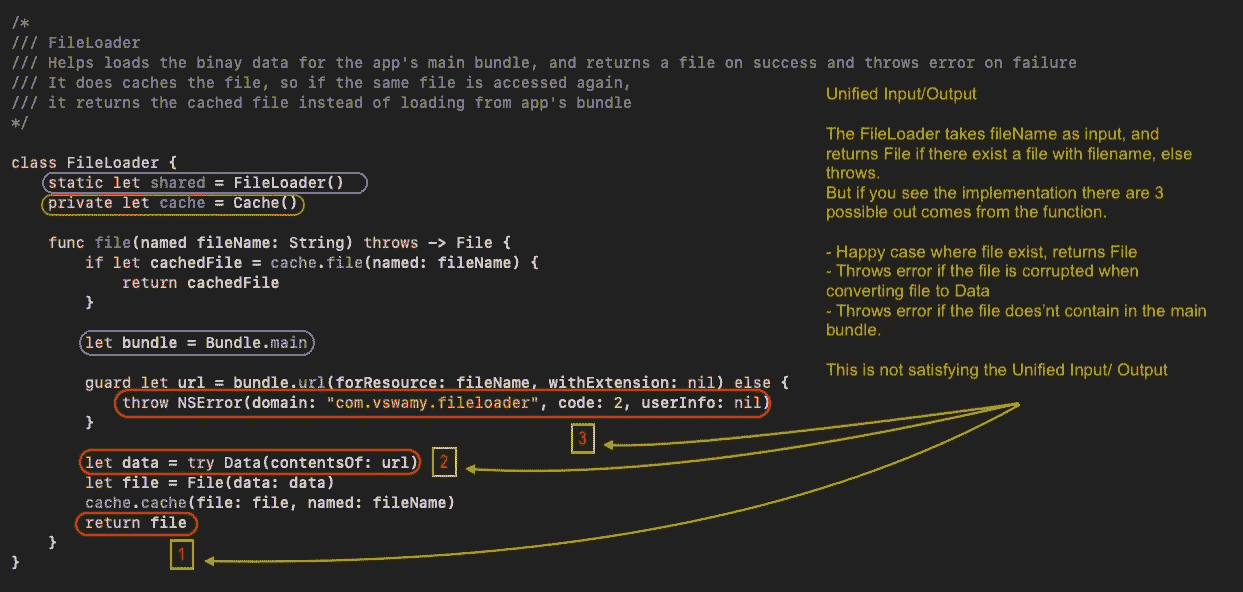 /*
/// FileLoader
/// Helps loads the binay data for the app's main bundle, and returns a file on success and throws error on failure
/// It does caches the file, so if the same file is accessed again,
/// it returns the cached file instead of loading from app's bundle
*/
class FileLoader {
static let shared = FileLoader()
private let cache = Cache()
func file(named fileName: String) throws -> File {
if let cachedFile = cache.file(named: fileName) {
return cachedFile
}
let bundle = Bundle.main
guard let url = bundle.url(forResource: fileName, withExtension: nil) else {
throw NSError(domain: "com.vswamy.fileloader", code: 2, userInfo: nil)
}
let data = try Data(contentsOf: url)
let file = File(data: data)
cache.cache(file: file, named: fileName)
return file
}
}
Unified Input/Output
The FileLoader takes fileName as input, and
returns File if there exist a file with filename, else
throws.
But if you see the implementation there are 3
possible out comes from the function.
- Happy case where file exist, returns File
- Throws error if the file is corrupted when
converting file to Data
- Throws error if the file does'nt contain in the main
bundle.
This is not satisfying the Unified Input/ Output
3
2
1